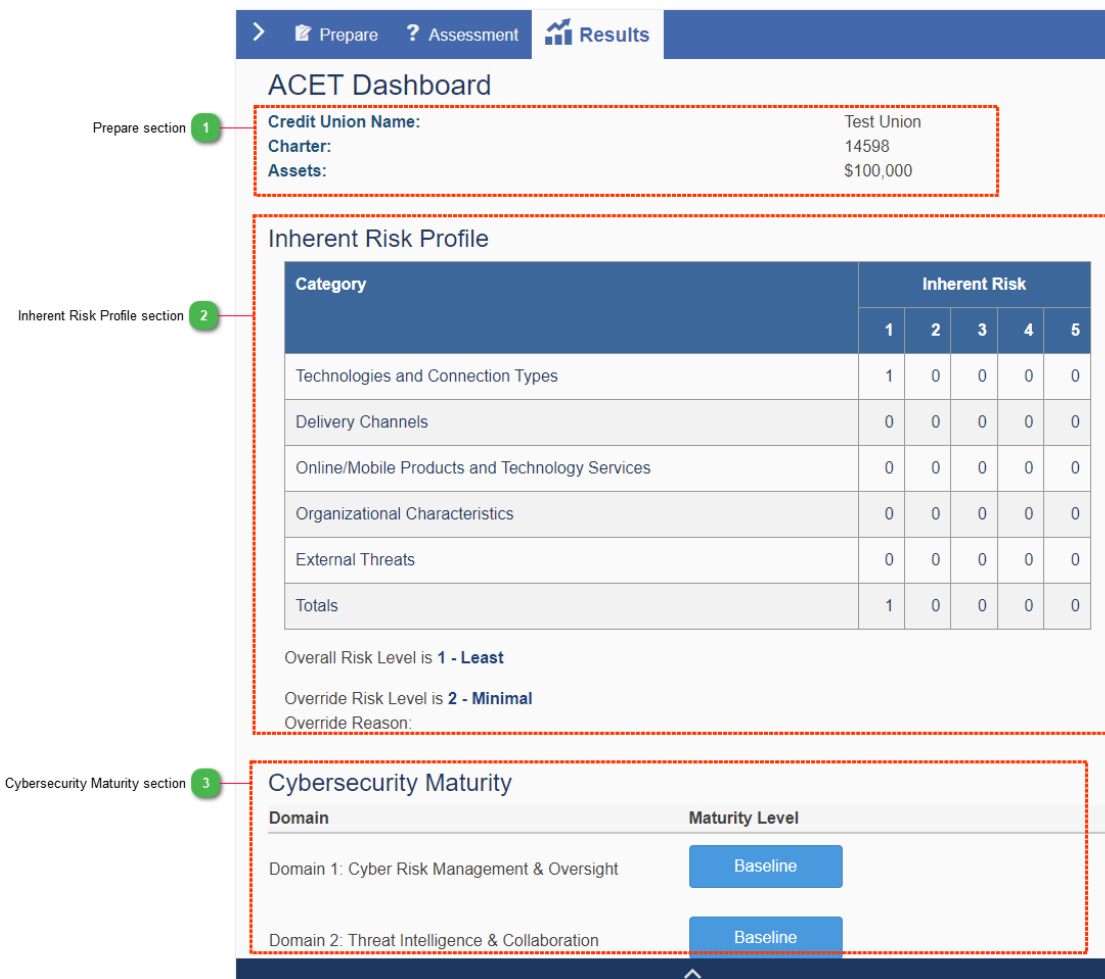 Prepare ? Assessment Results
ACET Dashboard
Prepare section 1
Credit Union Name: Test Union
Charter: 14598
Assets: $100,000
Inherent Risk Profile
Inherent Risk Profile section 2
Category Inherent Risk
1 2 3 4 5
Technologies and Connection Types 1 0 0 0 0
Delivery Channels 0 0 0 0 0
Online/Mobile Products and Technology Services 0 0 0 0 0
Organizational Characteristics 0 0 0 0 0
External Threats 0 0 0 0 0
Totals 1 0 0 0 0
Overall Risk Level is 1 - Least
Override Risk Level is 2 - Minimal
Override Reason:
Cybersecurity Maturity section 3
Cybersecurity Maturity
Domain Maturity Level
Domain 1: Cyber Risk Management & Oversight Baseline
Domain 2: Threat Intelligence & Collaboration Baseline